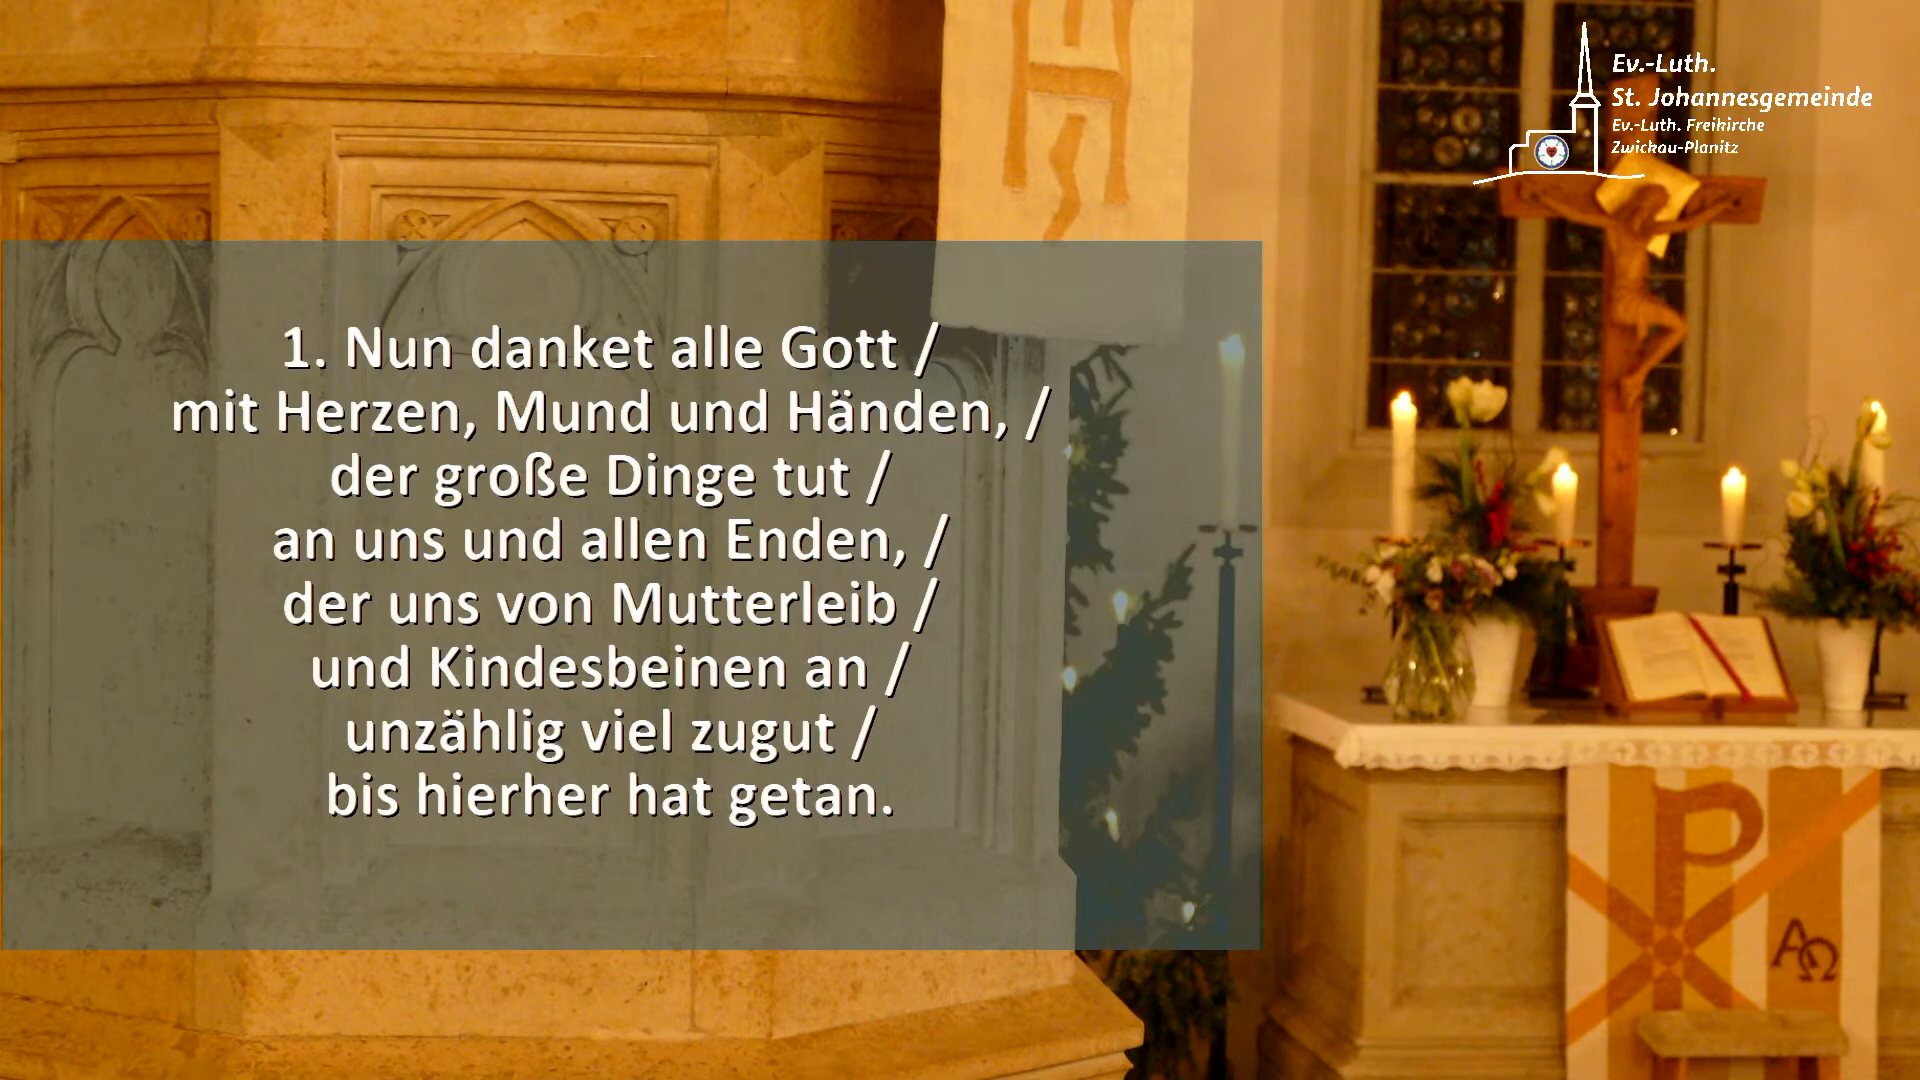 Ev.-Luth.
St. Johannesgemeinde
Ev.-Luth. Freikirche
Zwickau-Planitz
1. Nun danket alle Gott /
mit Herzen, Mund und Händen, /
der große Dinge tut /
an uns und allen Enden, /
der uns von Mutterleib /
und Kindesbeinen an /
unzählig viel zugut /
bis hierher hat getan.
ΑΩ